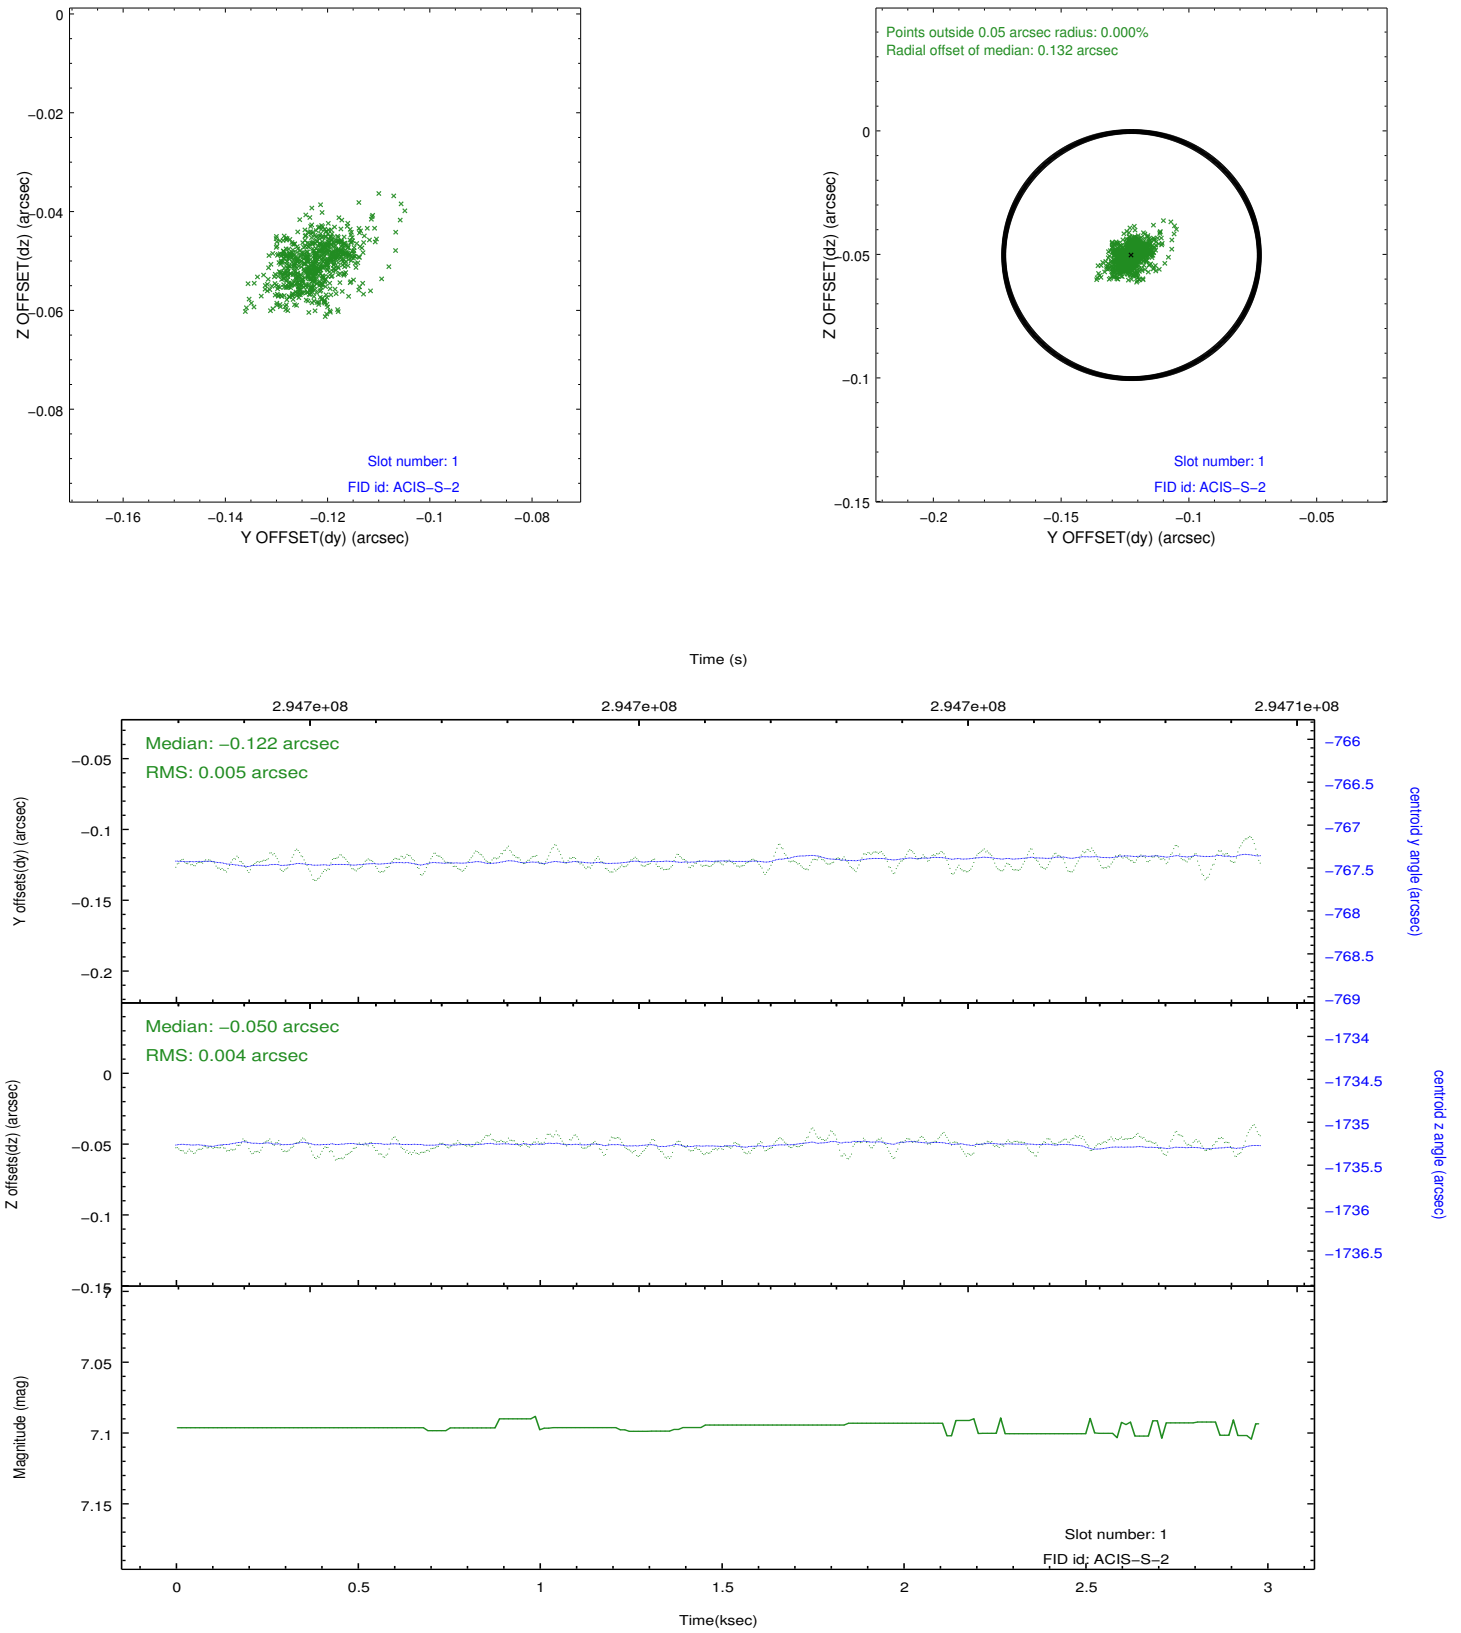 0
−0.02
−0.04
−0.06
−0.08
Z OFFSET(dz) (arcsec)
Slot number: 1
FID id: ACIS−S−2
−0.16
−0.14
−0.12
−0.1
−0.08
Y OFFSET(dy) (arcsec)
Points outside 0.05 arcsec radius: 0.000%
Radial offset of median: 0.132 arcsec
0
−0.05
−0.1
−0.15
Z OFFSET(dz) (arcsec)
Slot number: 1
FID id: ACIS−S−2
−0.2
−0.15
−0.1
−0.05
Y OFFSET(dy) (arcsec)
Time (s)
2.947e+08
2.947e+08
2.947e+08
2.9471e+08
Median: −0.122 arcsec
RMS: 0.005 arcsec
−0.05
−0.1
−0.15
−0.2
Y offsets(dy) (arcsec)
−766
−766.5
−767
−767.5
−768
−768.5
−769
centroid y angle (arcsec)
Median: −0.050 arcsec
RMS: 0.004 arcsec
0
−0.05
−0.1
−0.15
Z offsets(dz) (arcsec)
−1734
−1734.5
−1735
−1735.5
−1736
−1736.5
centroid z angle (arcsec)
7
7.05
7.1
7.15
Magnitude (mag)
Slot number: 1
FID id: ACIS−S−2
0
0.5
1
1.5
2
2.5
3
Time(ksec)